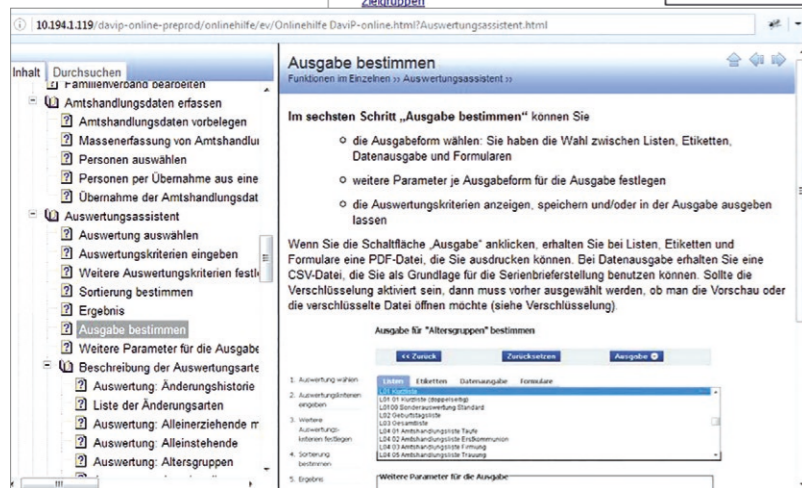 Zielgruppen
10.194.1.119/davip-online-preprod/onlinehilfe/ev/Onlinehilfe DaviP-online.html?Auswertungsassistent.html
Inhalt Durchsuchen
Familienverband bearbeiten
Amtshandlungsdaten erfassen
Amtshandlungsdaten vorbelegen
Massenerfassung von Amtshandlu
Personen auswählen
Personen per Übernahme aus eine
Übernahme der Amtshandlungsdat
Auswertungsassistent
Auswertung auswählen
Auswertungskriterien eingeben
Weitere Auswertungskriterien festl
Sortierung bestimmen
Ergebnis
Ausgabe bestimmen
Weitere Parameter für die Ausgabe
Beschreibung der Auswertungsarte
Auswertung: Änderungshistorie
Liste der Änderungsarten
Auswertung: Alleinerziehende m
Auswertung: Alleinstehende
Auswertung: Altersgruppen
Ausgabe bestimmen
Funktionen im Einzelnen » Auswertungsassistent »
Im sechsten Schritt „Ausgabe bestimmen“ können Sie
die Ausgabeform wählen: Sie haben die Wahl zwischen Listen, Etiketten,
Datenausgabe und Formularen
weitere Parameter je Ausgabeform für die Ausgabe festlegen
die Auswertungskriterien anzeigen, speichern und/oder in der Ausgabe ausgeben
lassen
Wenn Sie die Schaltfläche „Ausgabe“ anklicken, erhalten Sie bei Listen, Etiketten und
Formulare eine PDF-Datei, die Sie ausdrucken können. Bei Datenausgabe erhalten Sie eine
CSV-Datei, die Sie als Grundlage für die Serienbrieferstellung benutzen können. Sollte die
Verschlüsselung aktiviert sein, dann muss vorher ausgewählt werden, ob man die Vorschau oder
die verschlüsselte Datei öffnen möchte (siehe Verschlüsselung).
Ausgabe für "Altersgruppen" bestimmen
<< Zurück Zurücksetzen Ausgabe
1. Auswertung wählen
2. Auswertungskriterien
eingeben
3. Weitere
Auswertungs-
kriterien festlegen
4. Sortierung
bestimmen
5. Ergebnis
Listen Etiketten Datenausgabe Formulare
L01 Kurzliste
L01 01 Kurzliste (doppelseitig)
L0100 Sonderauswertung Standard
L02 Geburtstagsliste
L03 Gesamtliste
L04 01 Amtshandlungsliste Taufe
L04 02 Amtshandlungsliste Erstkommunion
L04 03 Amtshandlungsliste Firmung
L04 05 Amtshandlungsliste Trauung
Weitere Parameter für die Ausgabe